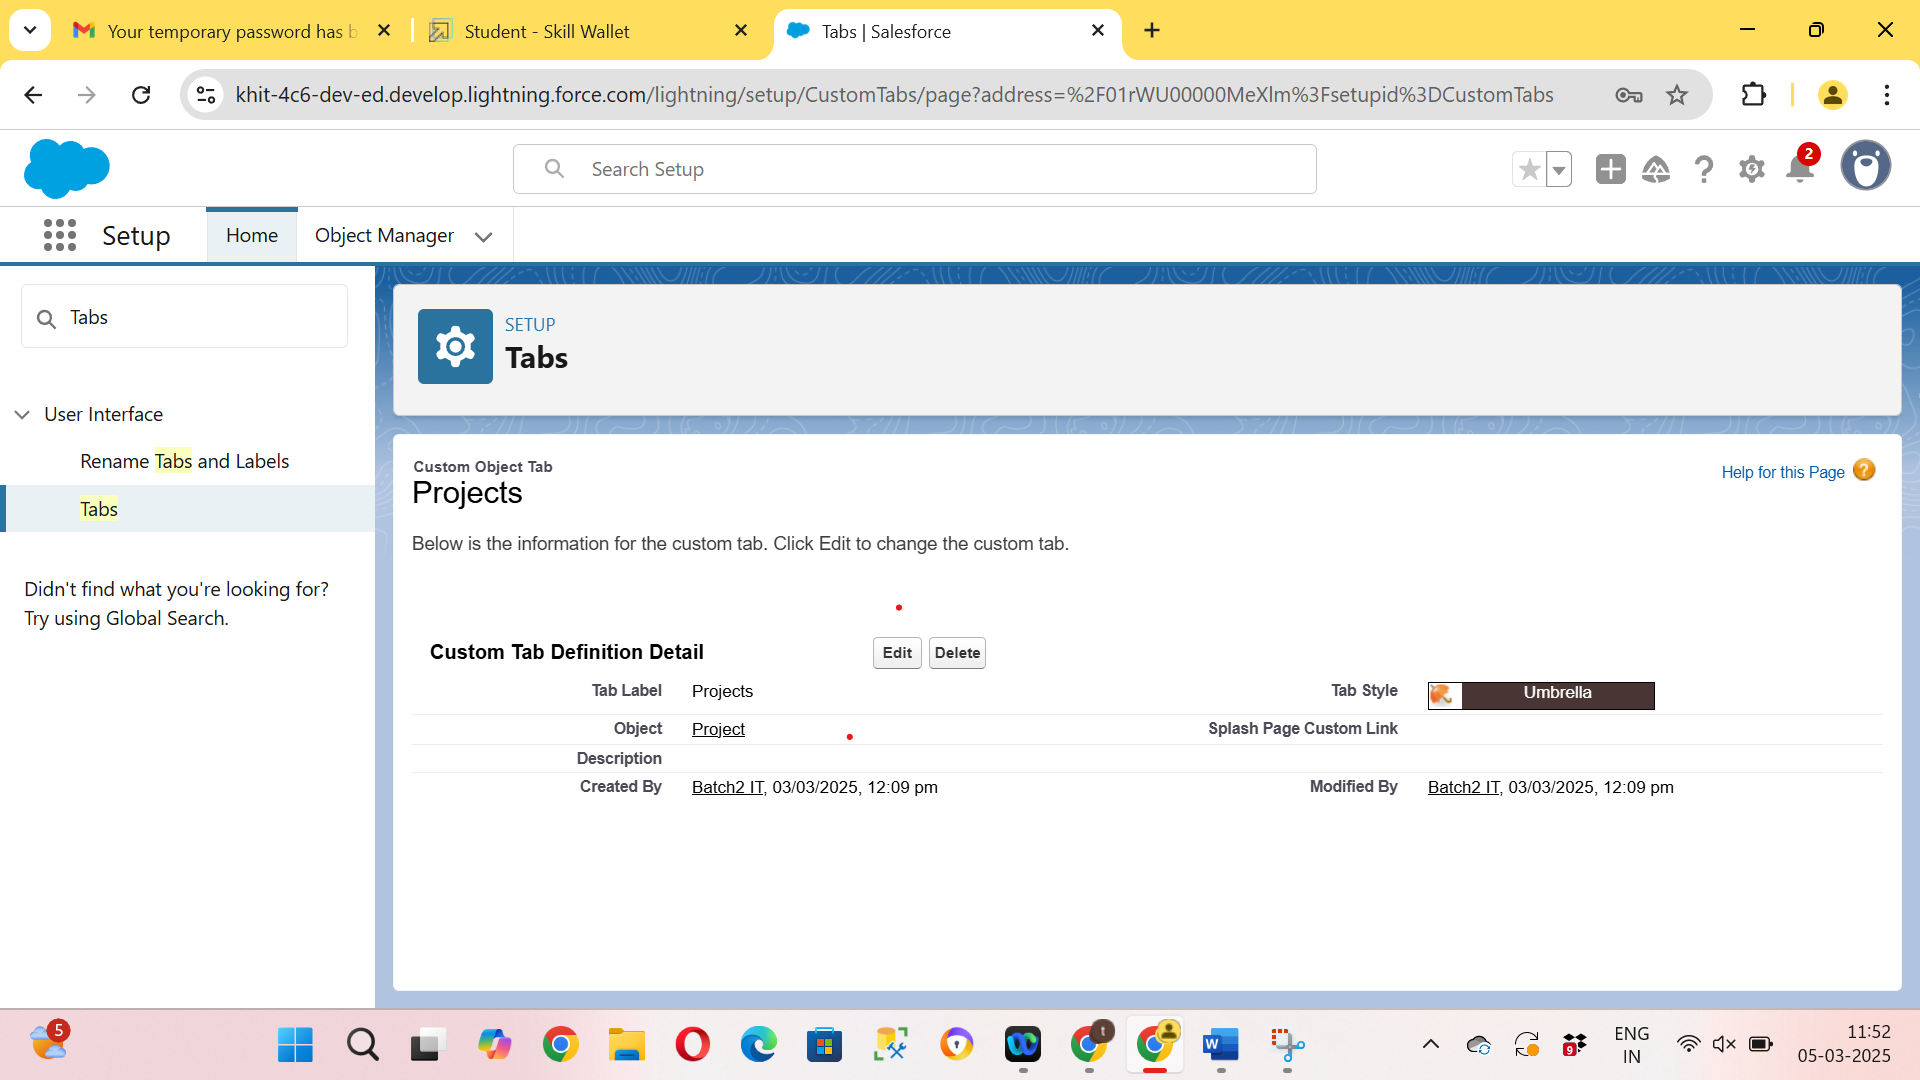 Your temporary password has b
Student - Skill Wallet
Tabs | Salesforce
khit-4c6-dev-ed.develop.lightning.force.com/lightning/setup/CustomTabs/page?address=%2F01rWU00000MeXlm%3Fsetupid%3DCustomTabs
Search Setup
2
Setup
Home
Object Manager
Tabs
User Interface
Rename Tabs and Labels
Tabs
Didn't find what you're looking for?
Try using Global Search.
SETUP
Tabs
Custom Object Tab
Projects
Help for this Page
Below is the information for the custom tab. Click Edit to change the custom tab.
Custom Tab Definition Detail
Edit
Delete
Tab Label Projects
Tab Style Umbrella
Object Project
Splash Page Custom Link
Description
Created By Batch2 IT, 03/03/2025, 12:09 pm
Modified By Batch2 IT, 03/03/2025, 12:09 pm
5
t
W
9
ENG
IN
11:52
05-03-2025